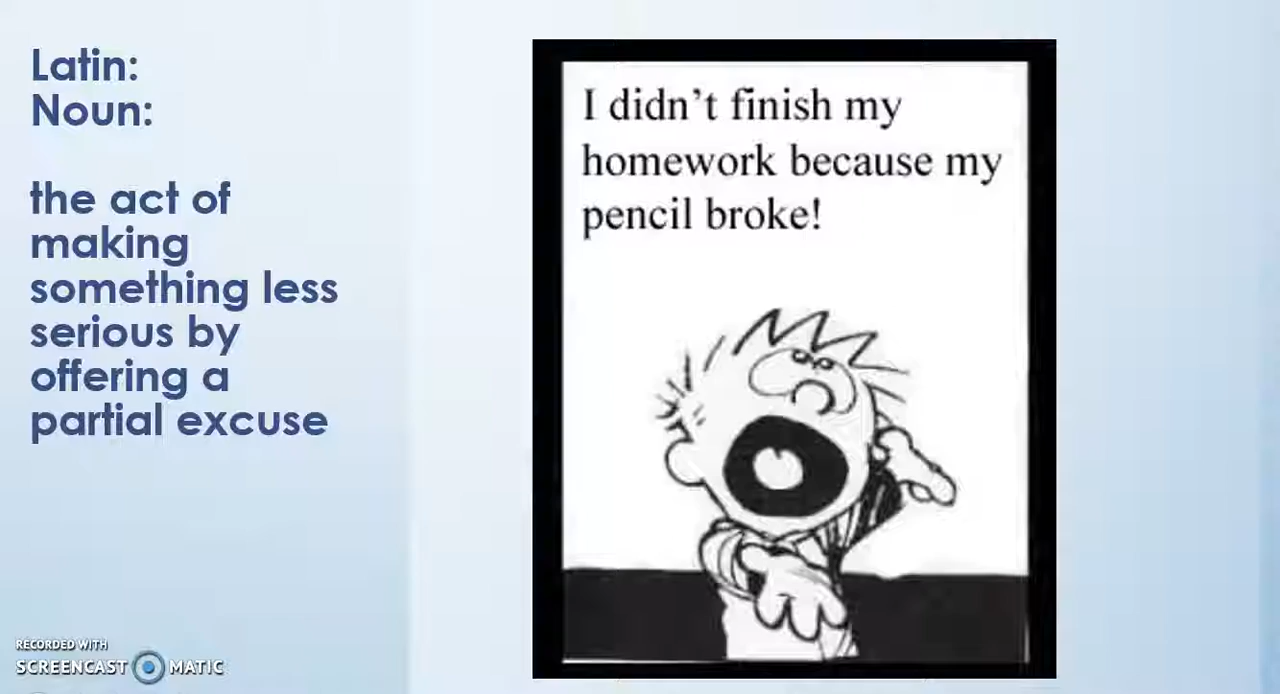 Latin:
Noun:
the act of
making
something less
serious by
offering a
partial excuse
I didn't finish my
homework because my
pencil broke!
RECORDED WITH
SCREENCAST MATIC